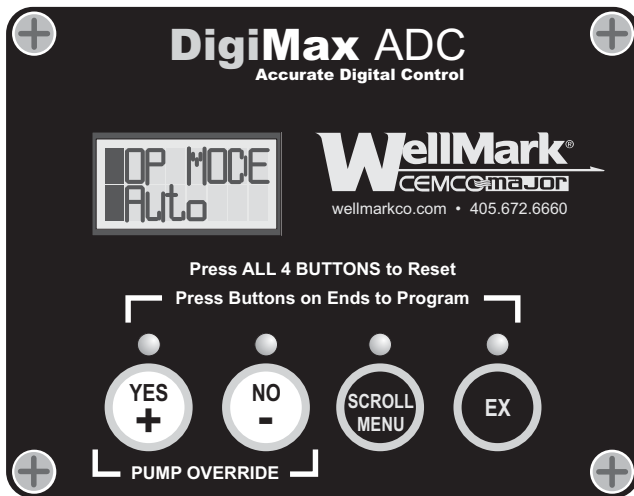 DigiMax ADC
Accurate Digital Control
OP MODE
Auto
WellMark®
CEMCO major
wellmarkco.com • 405.672.6660
Press ALL 4 BUTTONS to Reset
Press Buttons on Ends to Program
YES
+
NO
-
SCROLL
MENU
EX
PUMP OVERRIDE